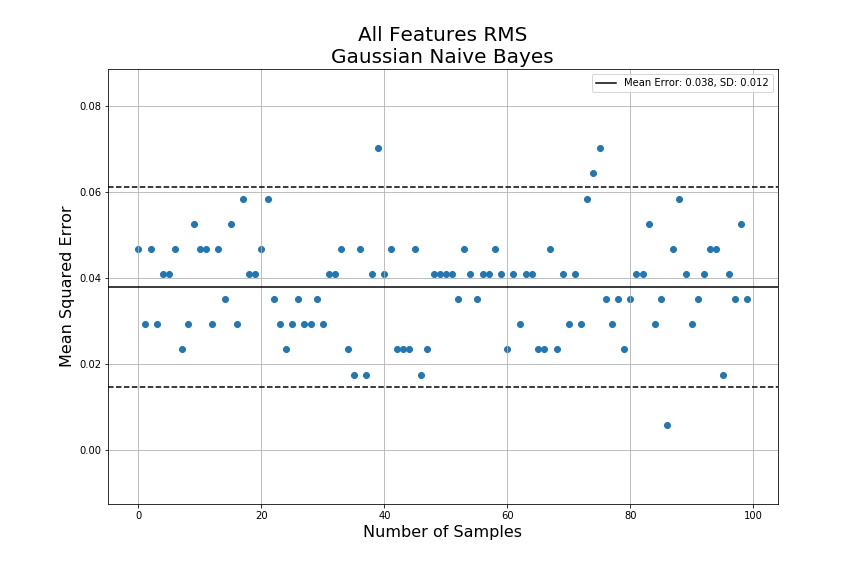 All Features RMS
Gaussian Naive Bayes
Mean Error: 0.038, SD: 0.012
Mean Squared Error
0.08
0.06
0.04
0.02
0.00
0 20 40 60 80 100
Number of Samples